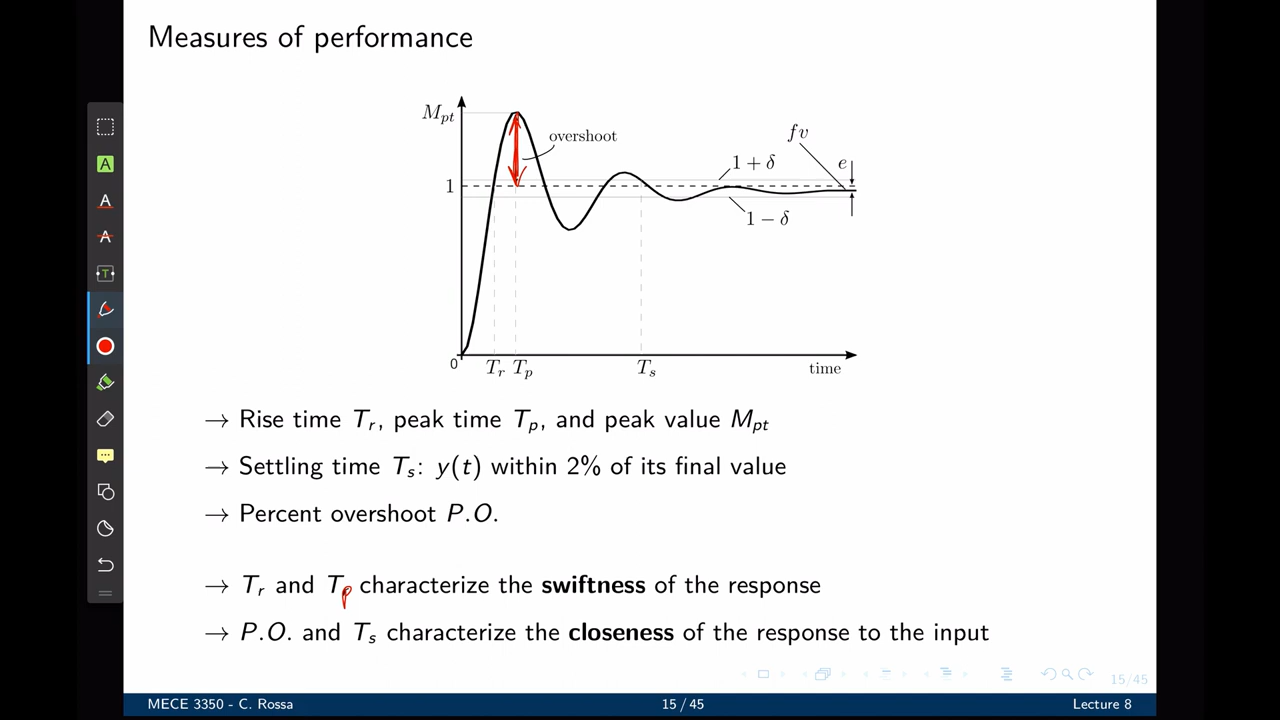 Measures of performance
M_pt
overshoot
fv
1 + δ
e
1
1 − δ
0
T_r T_p
T_s
time
→ Rise time T_r, peak time T_p, and peak value M_pt
→ Settling time T_s: y(t) within 2% of its final value
→ Percent overshoot P.O.
→ T_r and T_p characterize the swiftness of the response
→ P.O. and T_s characterize the closeness of the response to the input
15/45
MECE 3350 - C. Rossa
15 / 45
Lecture 8
A
A
A
T